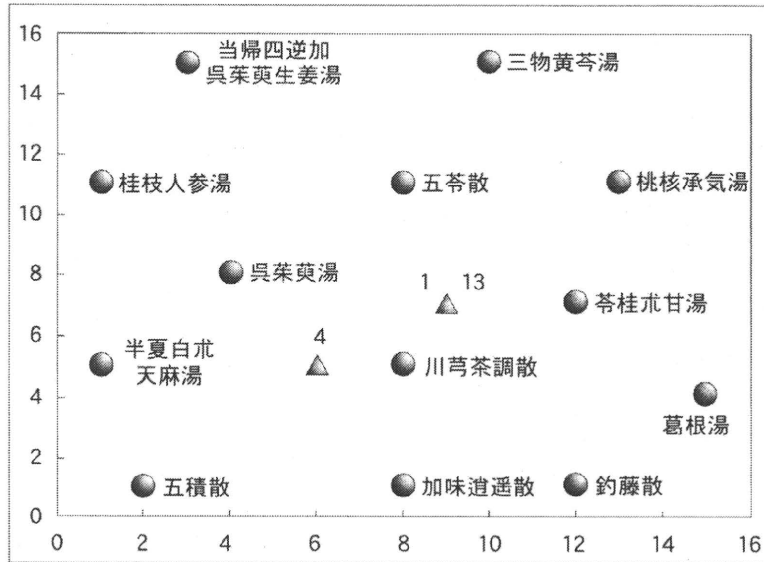 16
当帰四逆加
呉茱萸生姜湯
三物黄芩湯
14
12
桂枝人参湯
五苓散
桃核承気湯
10
8
呉茱萸湯
1 13
苓桂朮甘湯
6
4
半夏白朮
天麻湯
川芎茶調散
4
葛根湯
2
五積散
加味逍遥散
釣藤散
0
0 2 4 6 8 10 12 14 16